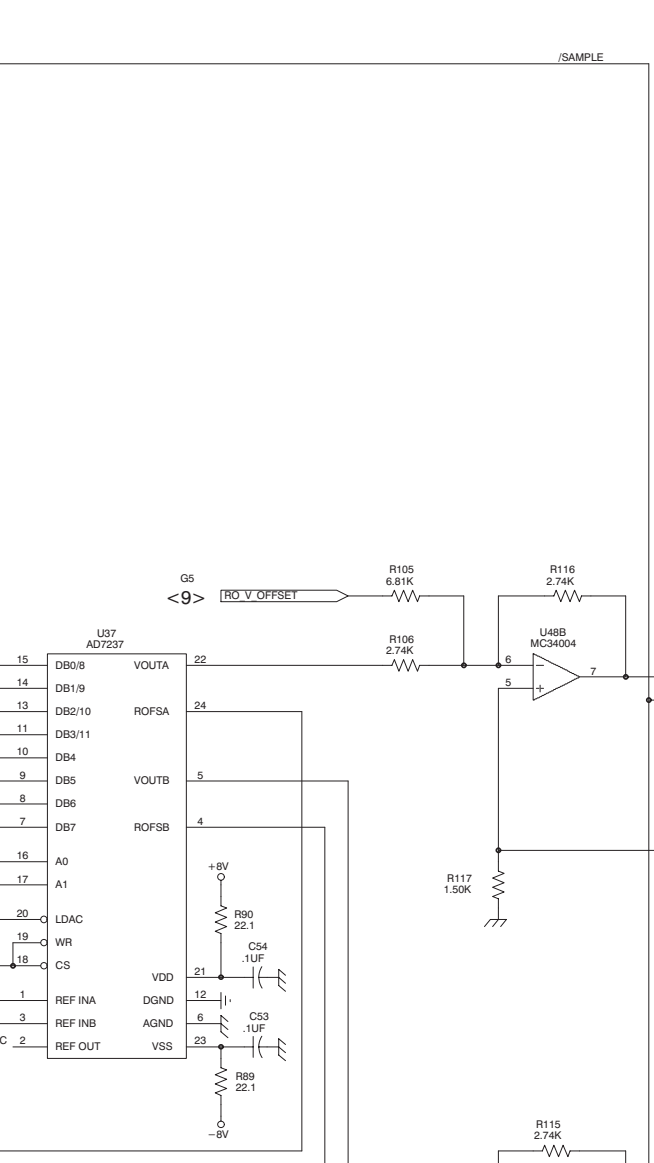 /SAMPLE
R105
6.81K
R116
2.74K
G5
<9>
RO_V_OFFSET
U48B
MC34004
R106
2.74K
6
5
7
U37
AD7237
15 DB0/8 VOUTA 22
14 DB1/9
13 DB2/10 ROFSA 24
11 DB3/11
10 DB4
9 DB5 VOUTB 5
8 DB6
7 DB7 ROFSB 4
16 A0
17 A1
20 LDAC
19 WR
18 CS
VDD 21
1 REF INA DGND 12
3 REF INB AGND 6
C 2 REF OUT VSS 23
+8V
R90
22.1
C54
.1UF
C53
.1UF
R89
22.1
−8V
R117
1.50K
R115
2.74K